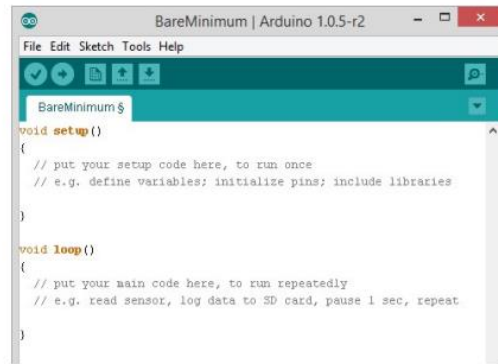 BareMinimum | Arduino 1.0.5-r2
File Edit Sketch Tools Help
BareMinimum §
void setup()
{
// put your setup code here, to run once
// e.g. define variables; initialize pins; include libraries
}
void loop()
{
// put your main code here, to run repeatedly
// e.g. read sensor, log data to SD card, pause 1 sec, repeat
}